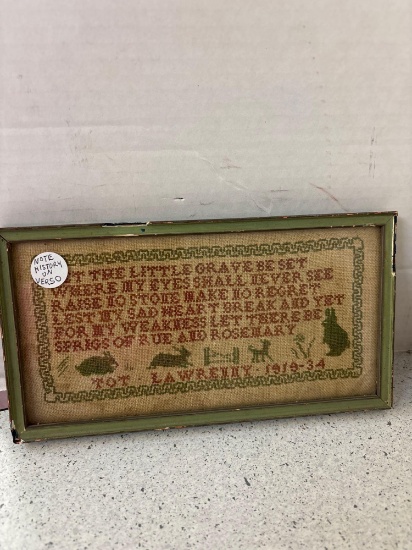 NOTE
HISTORY
ON
VERSO
THE LITTLE GRAVE BE SET
WHERE MY EYES SHALL NEVER SEE
RAISE NO STONE MAKE NO REGRET
LEST MY SAD HEART BREAK AND YET
FOR MY WEAKNESS LET THERE BE
SPRIGS OF RUE AND ROSEMARY
TOT LAWRENNY 1919-34